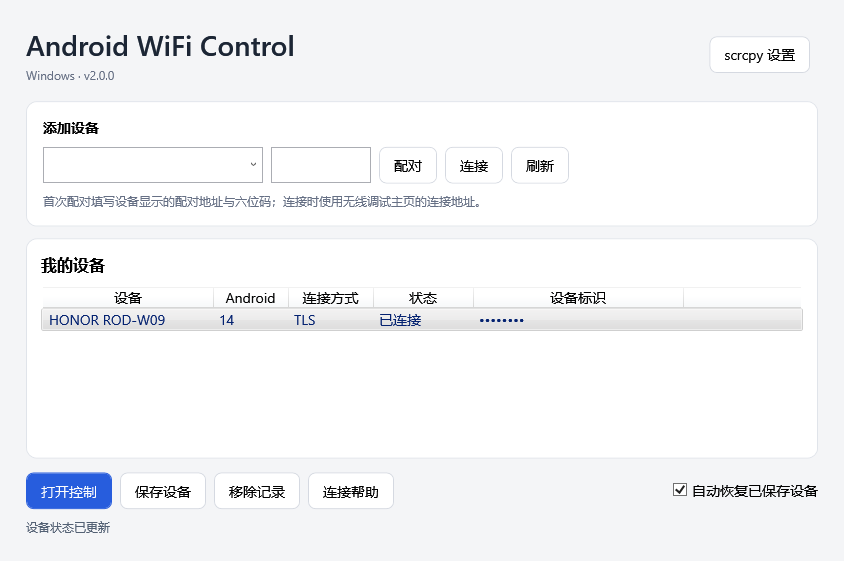 Android WiFi Control
scrcpy 设置
Windows · v2.0.0
添加设备
配对 连接 刷新
首次配对填写设备显示的配对地址与六位码；连接时使用无线调试主页的连接地址。
我的设备
设备 Android 连接方式 状态 设备标识
HONOR ROD-W09 14 TLS 已连接 ••••••••
打开控制 保存设备 移除记录 连接帮助 自动恢复已保存设备
设备状态已更新